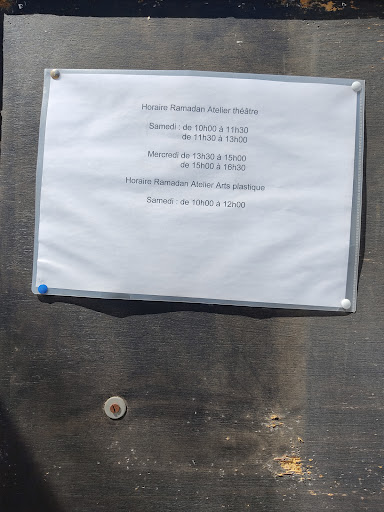 Horaire Ramadan Atelier théâtre
Samedi : de 10h00 à 11h30
de 11h30 à 13h00
Mercredi de 13h30 à 15h00
de 15h00 à 16h30
Horaire Ramadan Atelier Arts plastique
Samedi : de 10h00 à 12h00